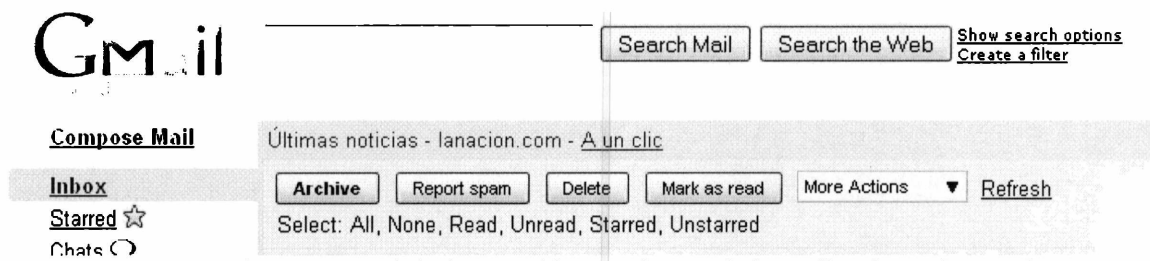 Gmail
Search Mail Search the Web Show search options
Create a filter
Compose Mail
Últimas noticias - lanacion.com - A un clic
Inbox
Archive Report spam Delete Mark as read More Actions ▼ Refresh
Starred ☆
Select: All, None, Read, Unread, Starred, Unstarred
Chats